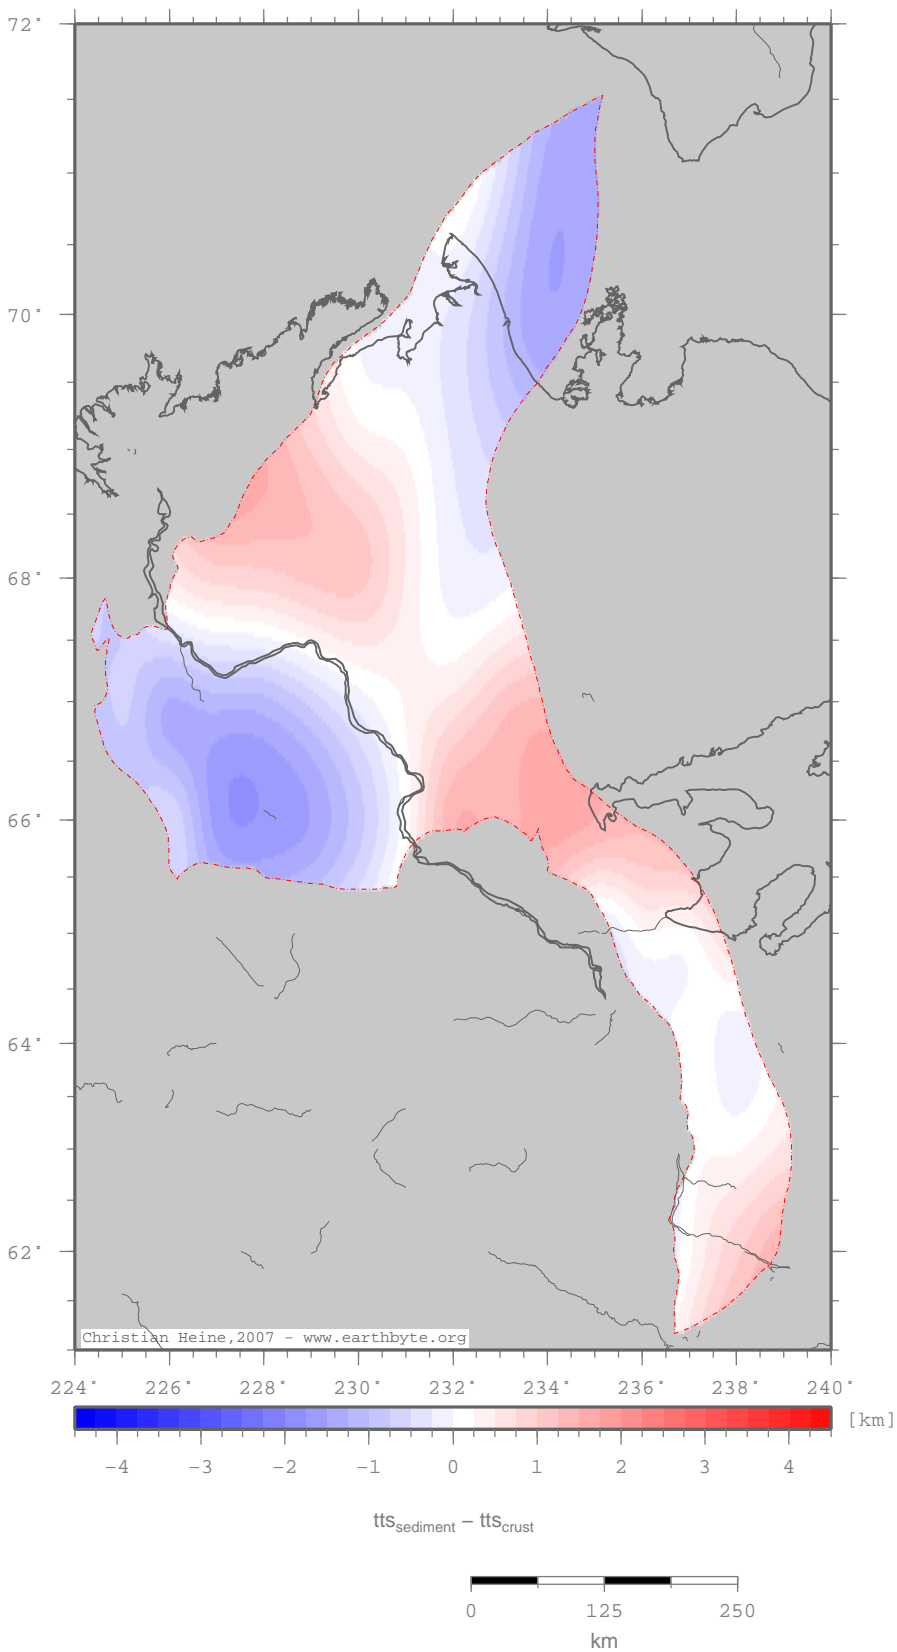 72°
70°
68°
66°
64°
62°
Christian Heine,2007 - www.earthbyte.org
224° 226° 228° 230° 232° 234° 236° 238° 240°
[km]
−4 −3 −2 −1 0 1 2 3 4
tts_sediment − tts_crust
0 125 250
km